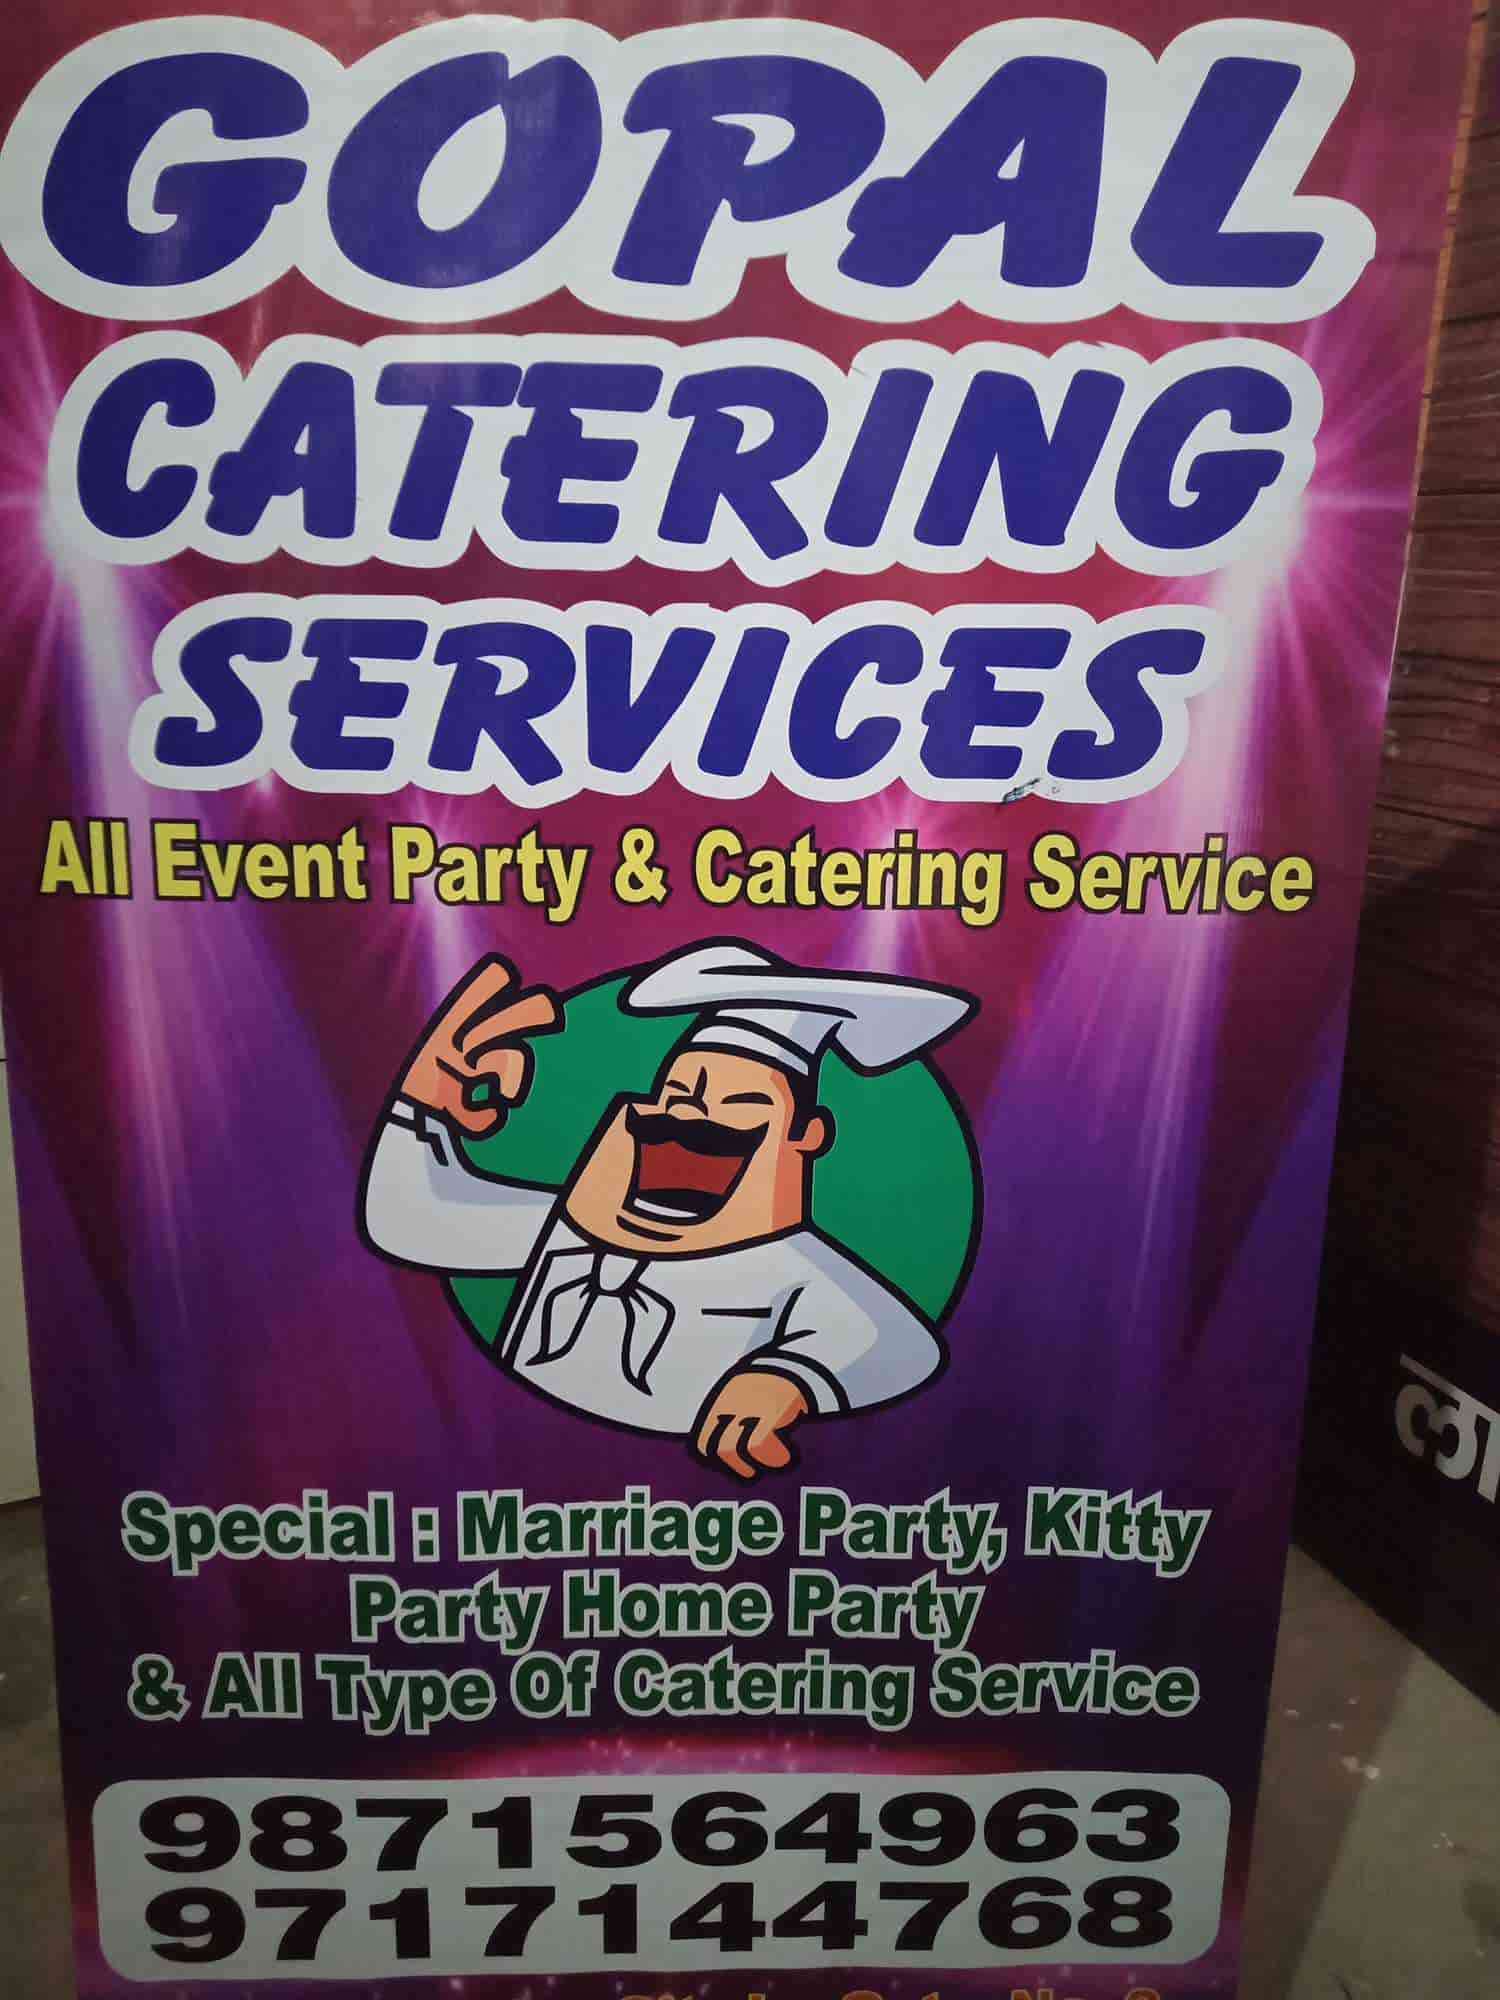 GOPAL
CATERING
SERVICES
All Event Party & Catering Service
Special : Marriage Party, Kitty
Party Home Party
& All Type Of Catering Service
9871564963
9717144768